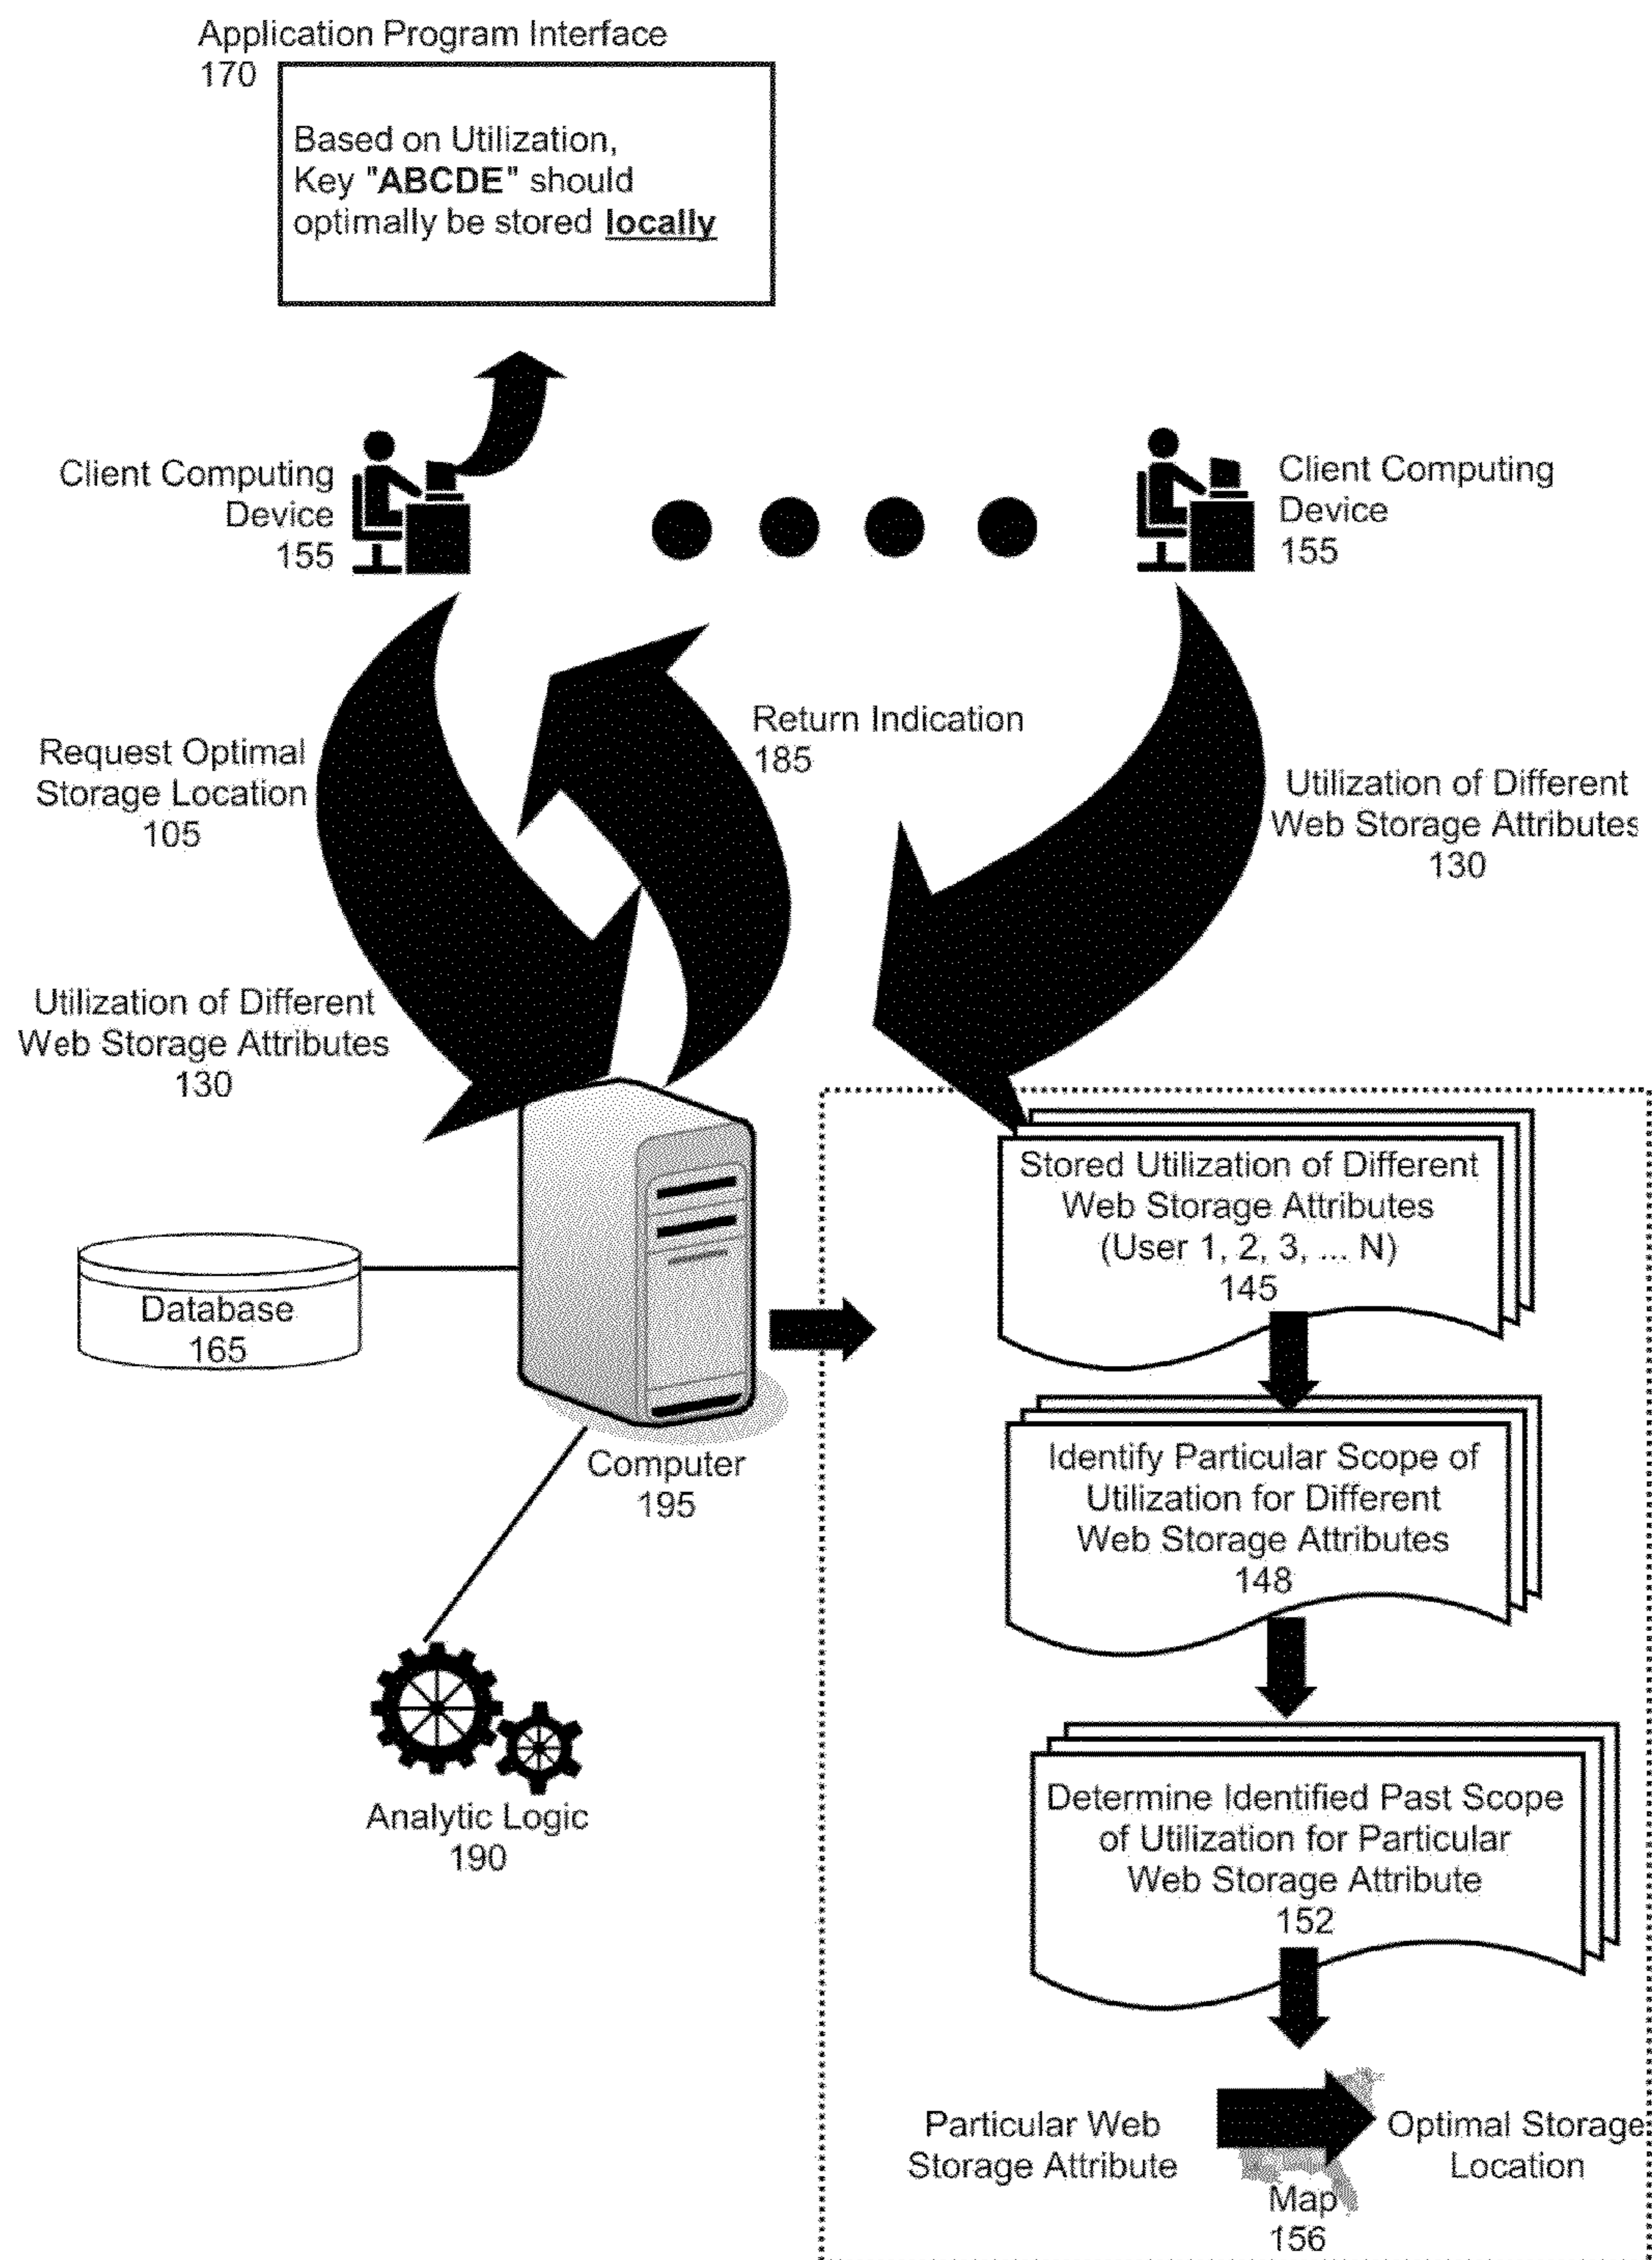 Application Program Interface
170
Based on Utilization,
Key "ABCDE" should
optimally be stored locally
Client Computing
Device
155
Client Computing
Device
155
Request Optimal
Storage Location
105
Return Indication
185
Utilization of Different
Web Storage Attributes
130
Utilization of Different
Web Storage Attributes
130
Stored Utilization of Different
Web Storage Attributes
(User 1, 2, 3, ... N)
145
Database
165
Computer
195
Identify Particular Scope of
Utilization for Different
Web Storage Attributes
148
Analytic Logic
190
Determine Identified Past Scope
of Utilization for Particular
Web Storage Attribute
152
Particular Web
Storage Attribute
Optimal Storage
Location
Map
156